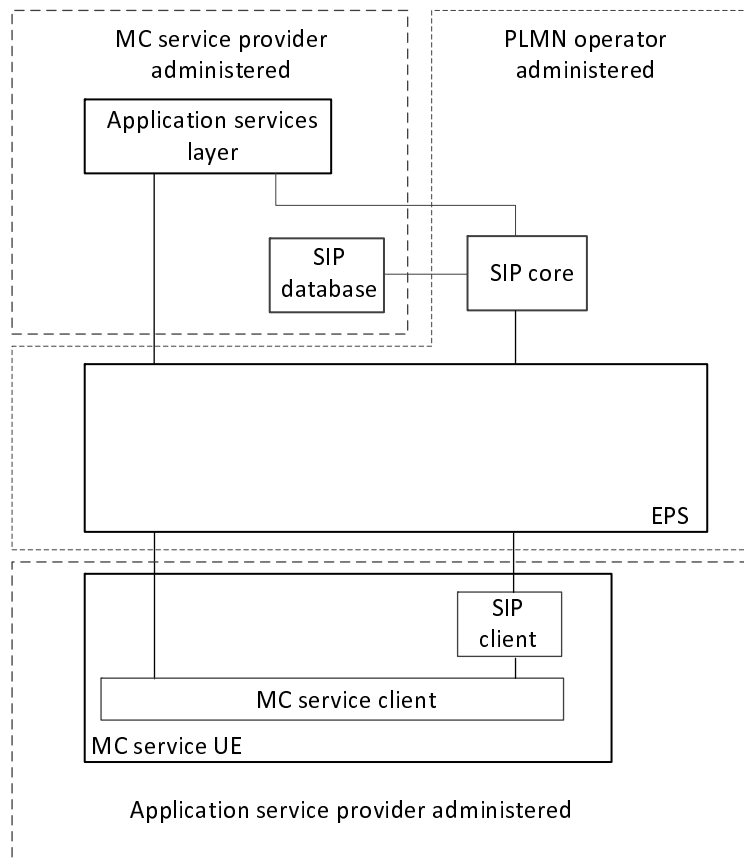 MC service provider
administered
PLMN operator
administered
Application services
layer
SIP
database
SIP core
EPS
SIP
client
MC service client
MC service UE
Application service provider administered